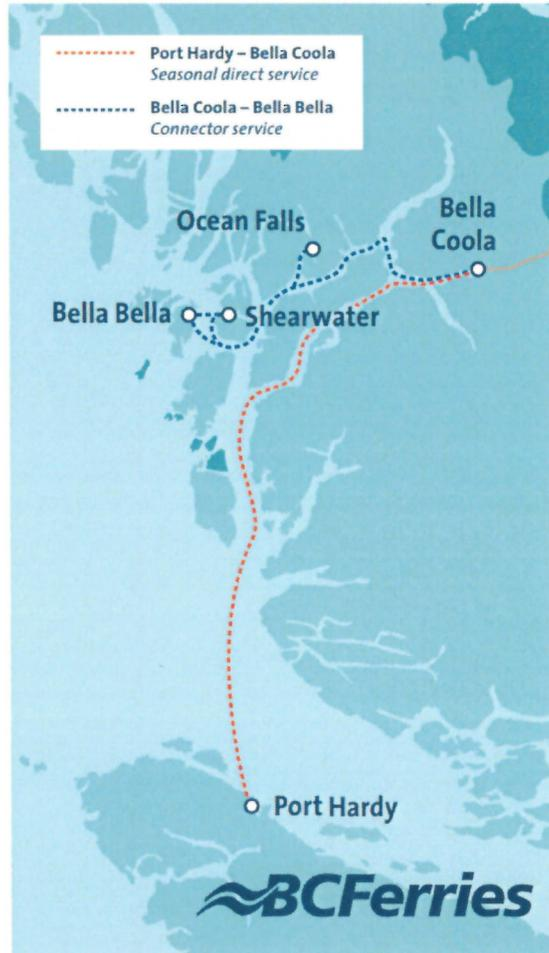 Port Hardy – Bella Coola
Seasonal direct service
Bella Coola – Bella Bella
Connector service
Ocean Falls
Bella
Coola
Bella Bella
Shearwater
Port Hardy
BCFerries